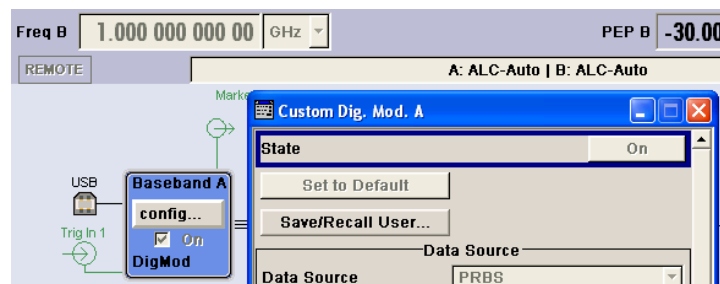 Freq B 1.000 000 000 00 GHz PEP B -30.00
REMOTE A: ALC-Auto | B: ALC-Auto
Custom Dig. Mod. A
State On
USB Baseband A Set to Default
config... Save/Recall User...
Trig In 1 On
DigMod
Data Source
Data Source PRBS